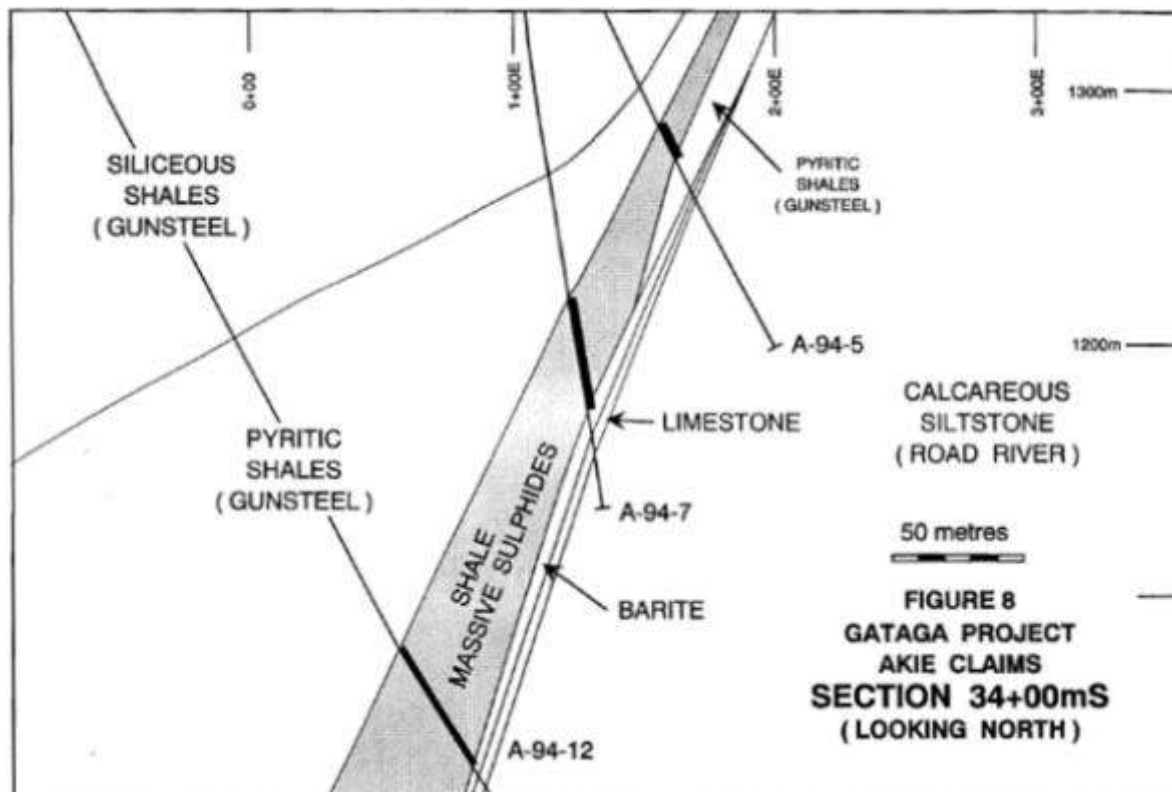 0+00
1+00E
2+00E
3+00E
1300m
SILICEOUS
SHALES
( GUNSTEEL )
PYRITIC
SHALES
( GUNSTEEL )
A-94-5
1200m
CALCAREOUS
SILTSTONE
( ROAD RIVER )
LIMESTONE
PYRITIC
SHALES
( GUNSTEEL )
A-94-7
SHALE
MASSIVE SULPHIDES
BARITE
50 metres
FIGURE 8
GATAGA PROJECT
AKIE CLAIMS
SECTION 34+00mS
( LOOKING NORTH )
A-94-12